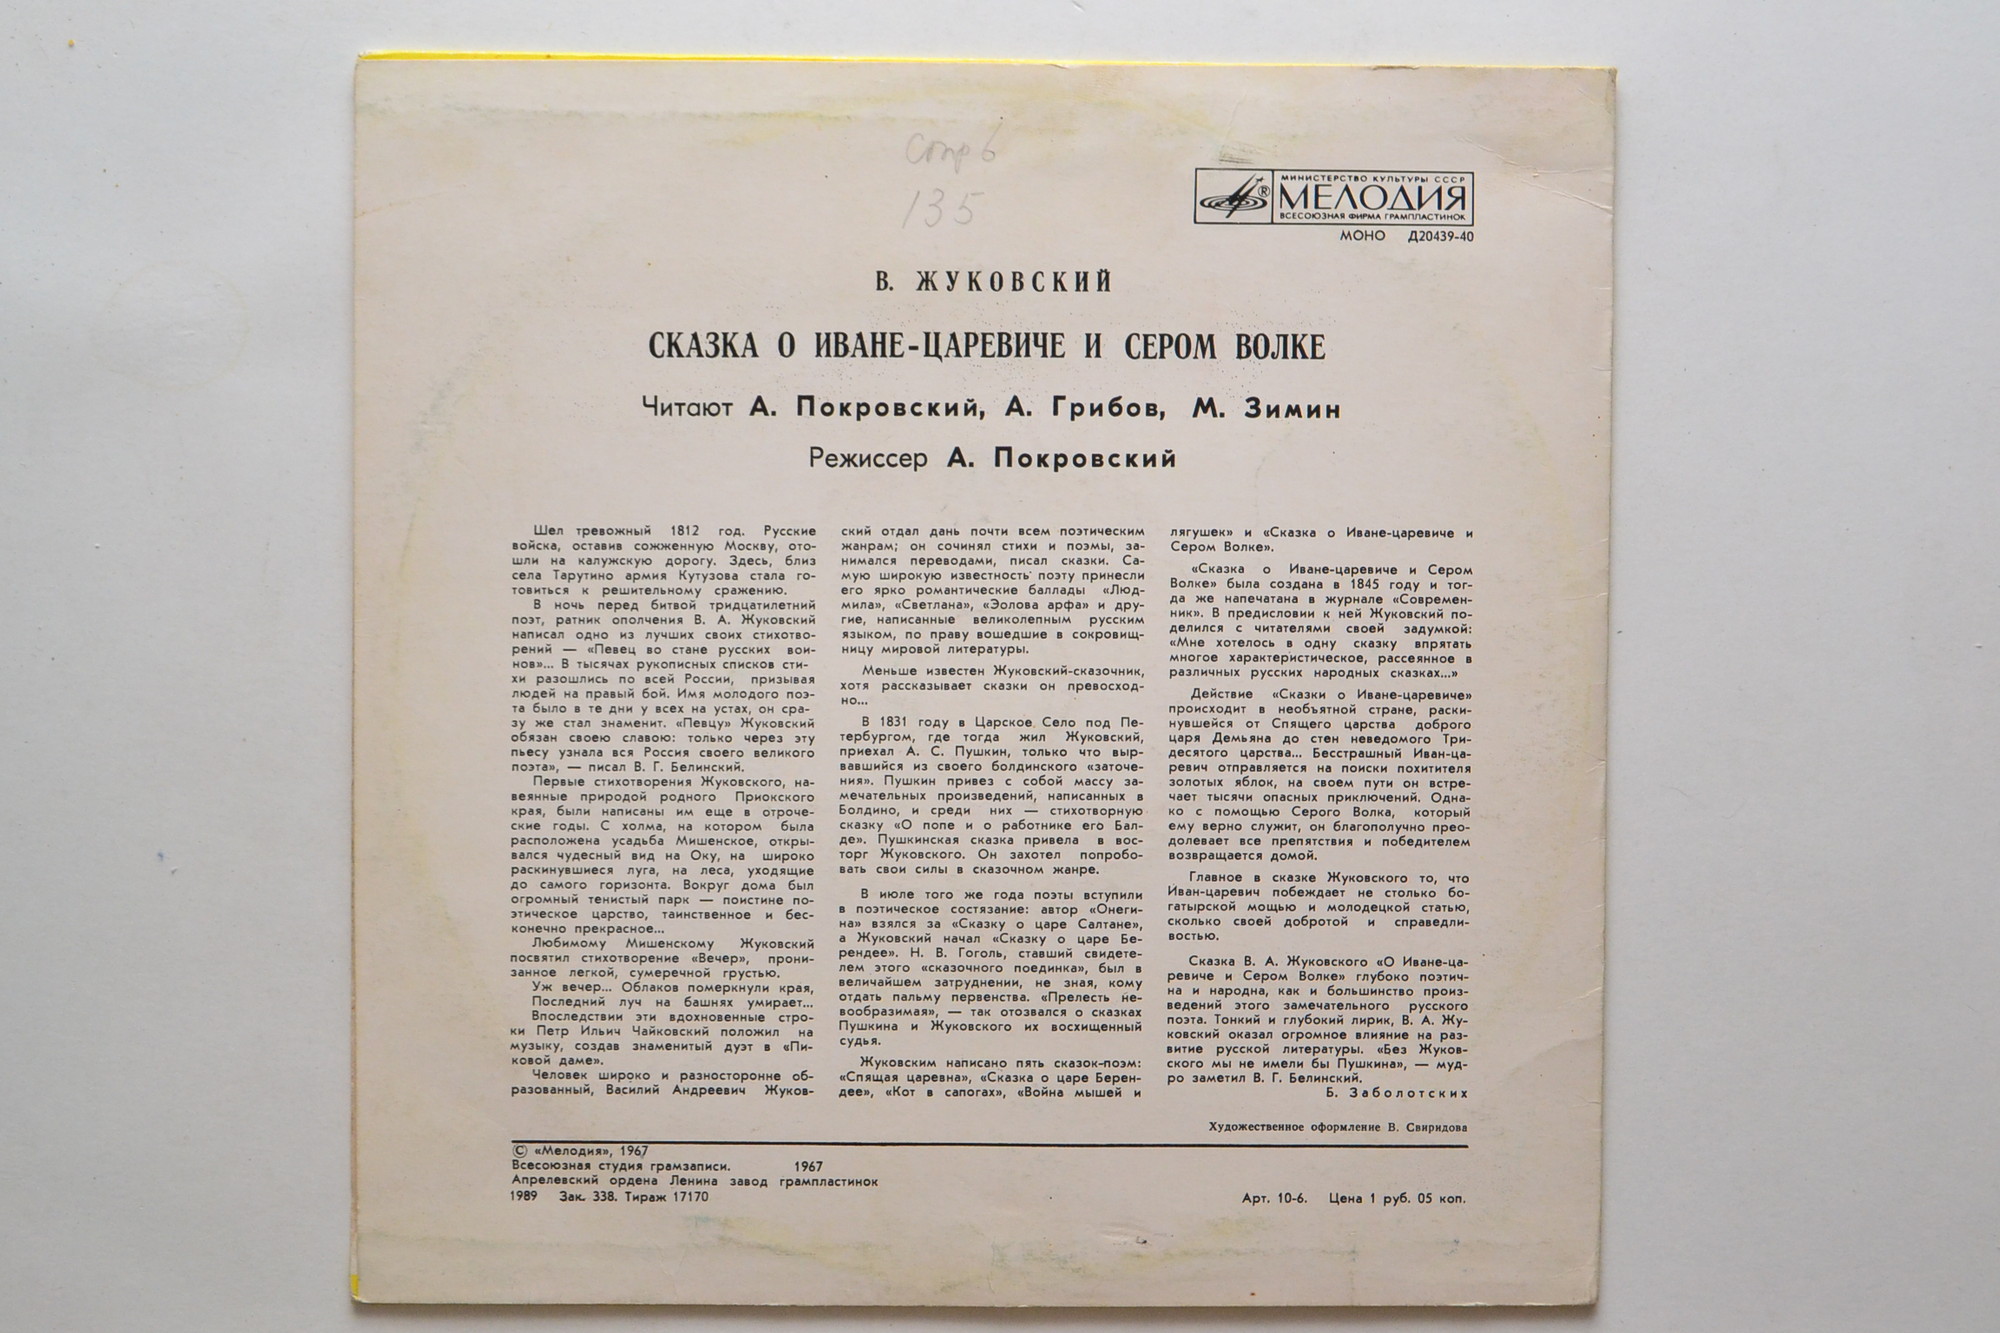 Сопр 6
135
МИНИСТЕРСТВО КУЛЬТУРЫ СССР
МЕЛОДИЯ
ВСЕСОЮЗНАЯ ФИРМА ГРАМПЛАСТИНОК
МОНО Д20439-40
В. ЖУКОВСКИЙ
СКАЗКА О ИВАНЕ-ЦАРЕВИЧЕ И СЕРОМ ВОЛКЕ
Читают А. Покровский, А. Грибов, М. Зимин
Режиссер А. Покровский
Шел тревожный 1812 год. Русские
войска, оставив сожженную Москву, ото-
шли на калужскую дорогу. Здесь, близ
села Тарутино армия Кутузова стала го-
товиться к решительному сражению.
В ночь перед битвой тридцатилетний
поэт, ратник ополчения В. А. Жуковский
написал одно из лучших своих стихотво-
рений — «Певец во стане русских вои-
нов»... В тысячах рукописных списков сти-
хи разошлись по всей России, призывая
людей на правый бой. Имя молодого поэ-
та было в те дни у всех на устах, он сра-
зу же стал знаменит. «Певцу» Жуковский
обязан своею славою: только через эту
пьесу узнала вся Россия своего великого
поэта», — писал В. Г. Белинский.
Первые стихотворения Жуковского, на-
веянные природой родного Приокского
края, были написаны им еще в отроче-
ские годы. С холма, на котором была
расположена усадьба Мишенское, откры-
вался чудесный вид на Оку, на широко
раскинувшиеся луга, на леса, уходящие
до самого горизонта. Вокруг дома был
огромный тенистый парк — поистине по-
этическое царство, таинственное и бес-
конечно прекрасное...
Любимому Мишенскому Жуковский
посвятил стихотворение «Вечер», прони-
занное легкой, сумеречной грустью.
Уж вечер... Облаков померкнули края,
Последний луч на башнях умирает...
Впоследствии эти вдохновенные стро-
ки Петр Ильич Чайковский положил на
музыку, создав знаменитый дуэт в «Пи-
ковой даме».
Человек широко и разносторонне об-
разованный, Василий Андреевич Жуков-
ский отдал дань почти всем поэтическим
жанрам; он сочинял стихи и поэмы, за-
нимался переводами, писал сказки. Са-
мую широкую известность поэту принесли
его ярко романтические баллады «Люд-
мила», «Светлана», «Эолова арфа» и дру-
гие, написанные великолепным русским
языком, по праву вошедшие в сокровищ-
ницу мировой литературы.
Меньше известен Жуковский-сказочник,
хотя рассказывает сказки он превосход-
но...
В 1831 году в Царское Село под Пе-
тербургом, где тогда жил Жуковский,
приехал А. С. Пушкин, только что выр-
вавшийся из своего болдинского «заточе-
ния». Пушкин привез с собой массу за-
мечательных произведений, написанных в
Болдино, и среди них — стихотворную
сказку «О попе и о работнике его Бал-
де». Пушкинская сказка привела в вос-
торг Жуковского. Он захотел попробо-
вать свои силы в сказочном жанре.
В июле того же года поэты вступили
в поэтическое состязание: автор «Онеги-
на» взялся за «Сказку о царе Салтане»,
а Жуковский начал «Сказку о царе Бе-
рендее». Н. В. Гоголь, ставший свидете-
лем этого «сказочного поединка», был в
величайшем затруднении, не зная, кому
отдать пальму первенства. «Прелесть не-
вообразимая», — так отозвался о сказках
Пушкина и Жуковского их восхищенный
судья.
Жуковским написано пять сказок-поэм:
«Спящая царевна», «Сказка о царе Берен-
дее», «Кот в сапогах», «Война мышей и
лягушек» и «Сказка о Иване-царевиче и
Сером Волке».
«Сказка о Иване-царевиче и Сером
Волке» была создана в 1845 году и тог-
да же напечатана в журнале «Современ-
ник». В предисловии к ней Жуковский по-
делился с читателями своей задумкой:
«Мне хотелось в одну сказку впрятать
многое характеристическое, рассеянное в
различных русских народных сказках...»
Действие «Сказки о Иване-царевиче»
происходит в необъятной стране, раски-
нувшейся от Спящего царства доброго
царя Демьяна до стен неведомого Три-
десятого царства... Бесстрашный Иван-ца-
ревич отправляется на поиски похитителя
золотых яблок, на своем пути он встре-
чает тысячи опасных приключений. Одна-
ко с помощью Серого Волка, который
ему верно служит, он благополучно прео-
долевает все препятствия и победителем
возвращается домой.
Главное в сказке Жуковского то, что
Иван-царевич побеждает не столько бо-
гатырской мощью и молодецкой статью,
сколько своей добротой и справедли-
востью.
Сказка В. А. Жуковского «О Иване-ца-
ревиче и Сером Волке» глубоко поэтич-
на и народна, как и большинство произ-
ведений этого замечательного русского
поэта. Тонкий и глубокий лирик, В. А. Жу-
ковский оказал огромное влияние на раз-
витие русской литературы. «Без Жуков-
ского мы не имели бы Пушкина», — муд-
ро заметил В. Г. Белинский.
Б. Заболотских
Художественное оформление В. Свиридова
© «Мелодия», 1967
Всесоюзная студия грамзаписи. 1967
Апрелевский ордена Ленина завод грампластинок
1989 Зак. 338. Тираж 17170
Арт. 10-6. Цена 1 руб. 05 коп.